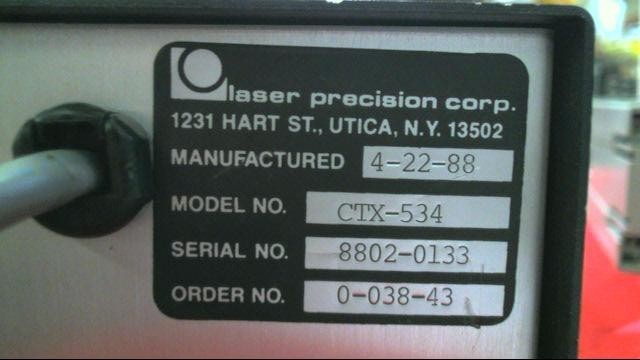 laser precision corp.
1231 HART ST., UTICA, N.Y. 13502
MANUFACTURED 4-22-88
MODEL NO. CTX-534
SERIAL NO. 8802-0133
ORDER NO. 0-038-43